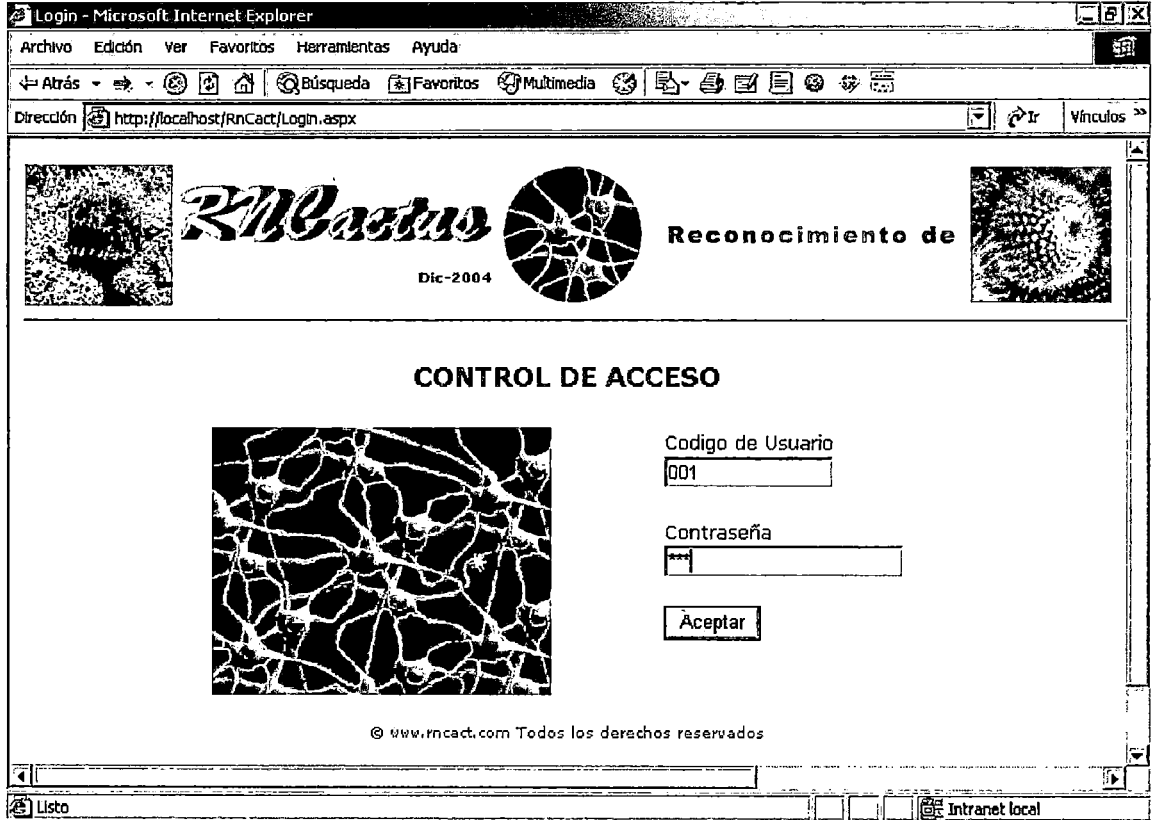 Login - Microsoft Internet Explorer
Archivo Edición Ver Favoritos Herramientas Ayuda
Atrás Búsqueda Favoritos Multimedia
Dirección http://localhost/RnCact/Login.aspx Ir Vínculos »
RNCactus
Dic-2004
Reconocimiento de
CONTROL DE ACCESO
Codigo de Usuario
001
Contraseña
***
Aceptar
© www.rncact.com Todos los derechos reservados
Listo Intranet local